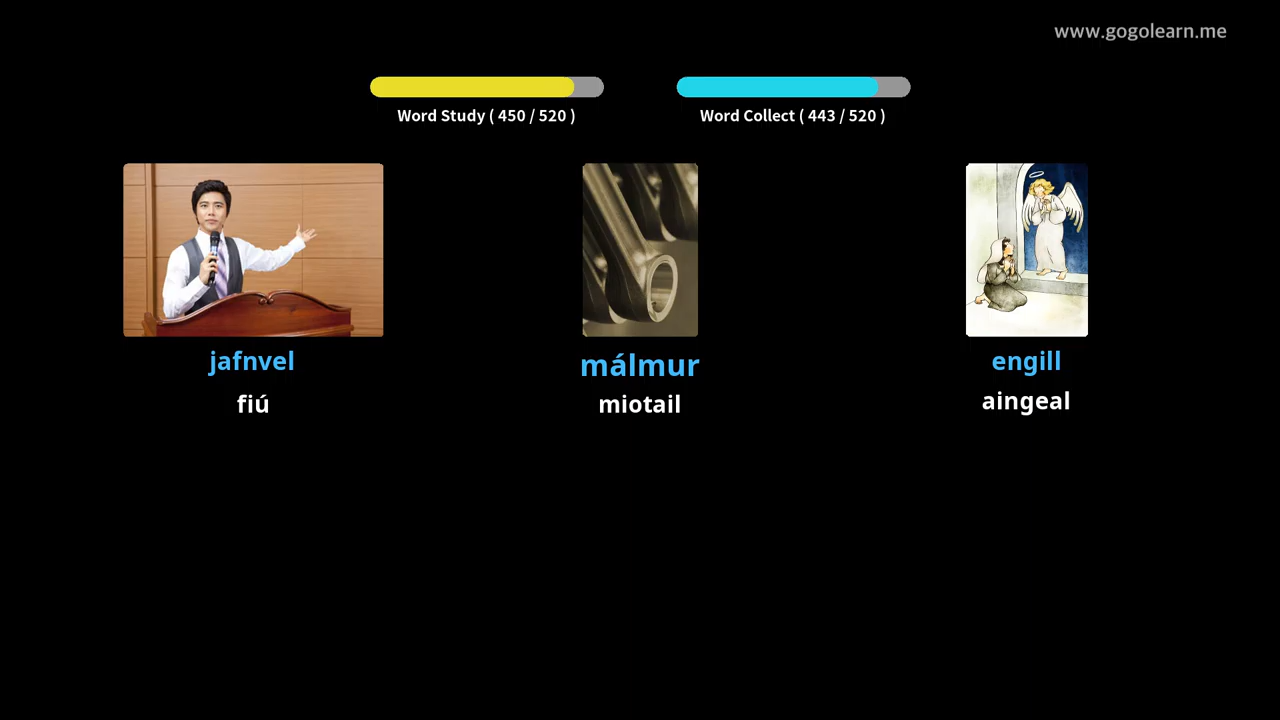 www.gogolearn.me
Word Study ( 450 / 520 )
Word Collect ( 443 / 520 )
jafnvel
málmur
engill
fiú
miotail
aingeal